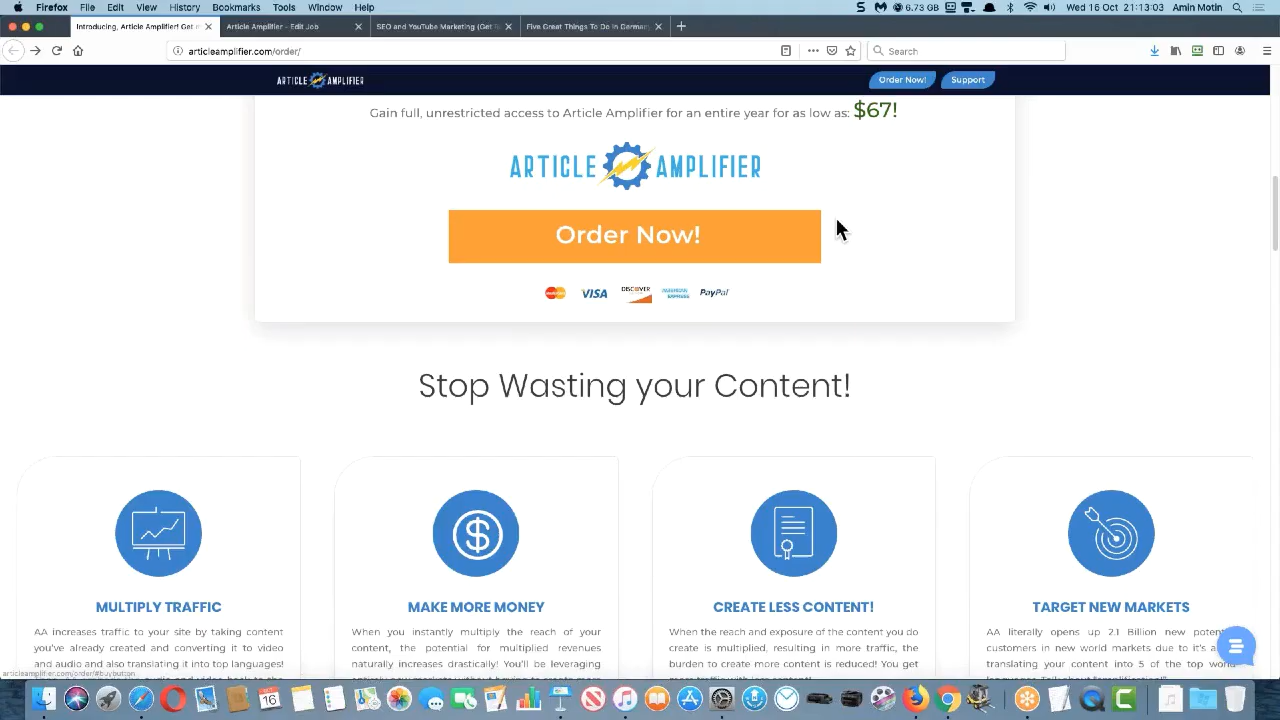 Firefox File Edit View History Bookmarks Tools Window Help
6.73 GB Wed 16 Oct 21:13:03 Amin Motin
Introducing, Article Amplifier! Get i
Article Amplifier - Edit Job
SEO and YouTube Marketing (Get R
Five Great Things To Do in German
articleamplifier.com/order/
Search
ARTICLE AMPLIFIER
Order Now!
Support
Gain full, unrestricted access to Article Amplifier for an entire year for as low as: $67!
ARTICLE AMPLIFIER
Order Now!
VISA DISCOVER AMERICAN EXPRESS PayPal
Stop Wasting your Content!
MULTIPLY TRAFFIC
AA increases traffic to your site by taking content
you've already created and converting it to video
and audio and also translating it into top languages!
MAKE MORE MONEY
When you instantly multiply the reach of your
content, the potential for multiplied revenues
naturally increases drastically! You'll be leveraging
CREATE LESS CONTENT!
When the reach and exposure of the content you do
create is multiplied, resulting in more traffic, the
burden to create more content is reduced! You get
TARGET NEW MARKETS
AA literally opens up 2.1 Billion new
customers in new world markets due to it's
translating your content into 5 of the top world
articleamplifier.com/order/#buybutton